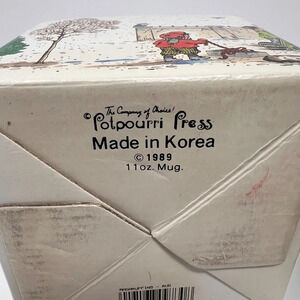 The Company of Choice!
© Potpourri Press
Made in Korea
© 1989
11oz. Mug.